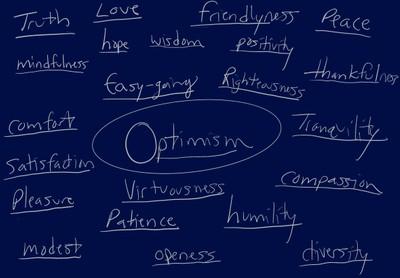 Truth
Love
friendlyness
Peace
hope
wisdom
positivity
mindfulness
Easy-going
Righteousness
thankfulness
comfort
Optimism
Tranquility
satisfaction
Pleasure
Virtuousness
compassion
Patience
humility
modest
openess
diversity